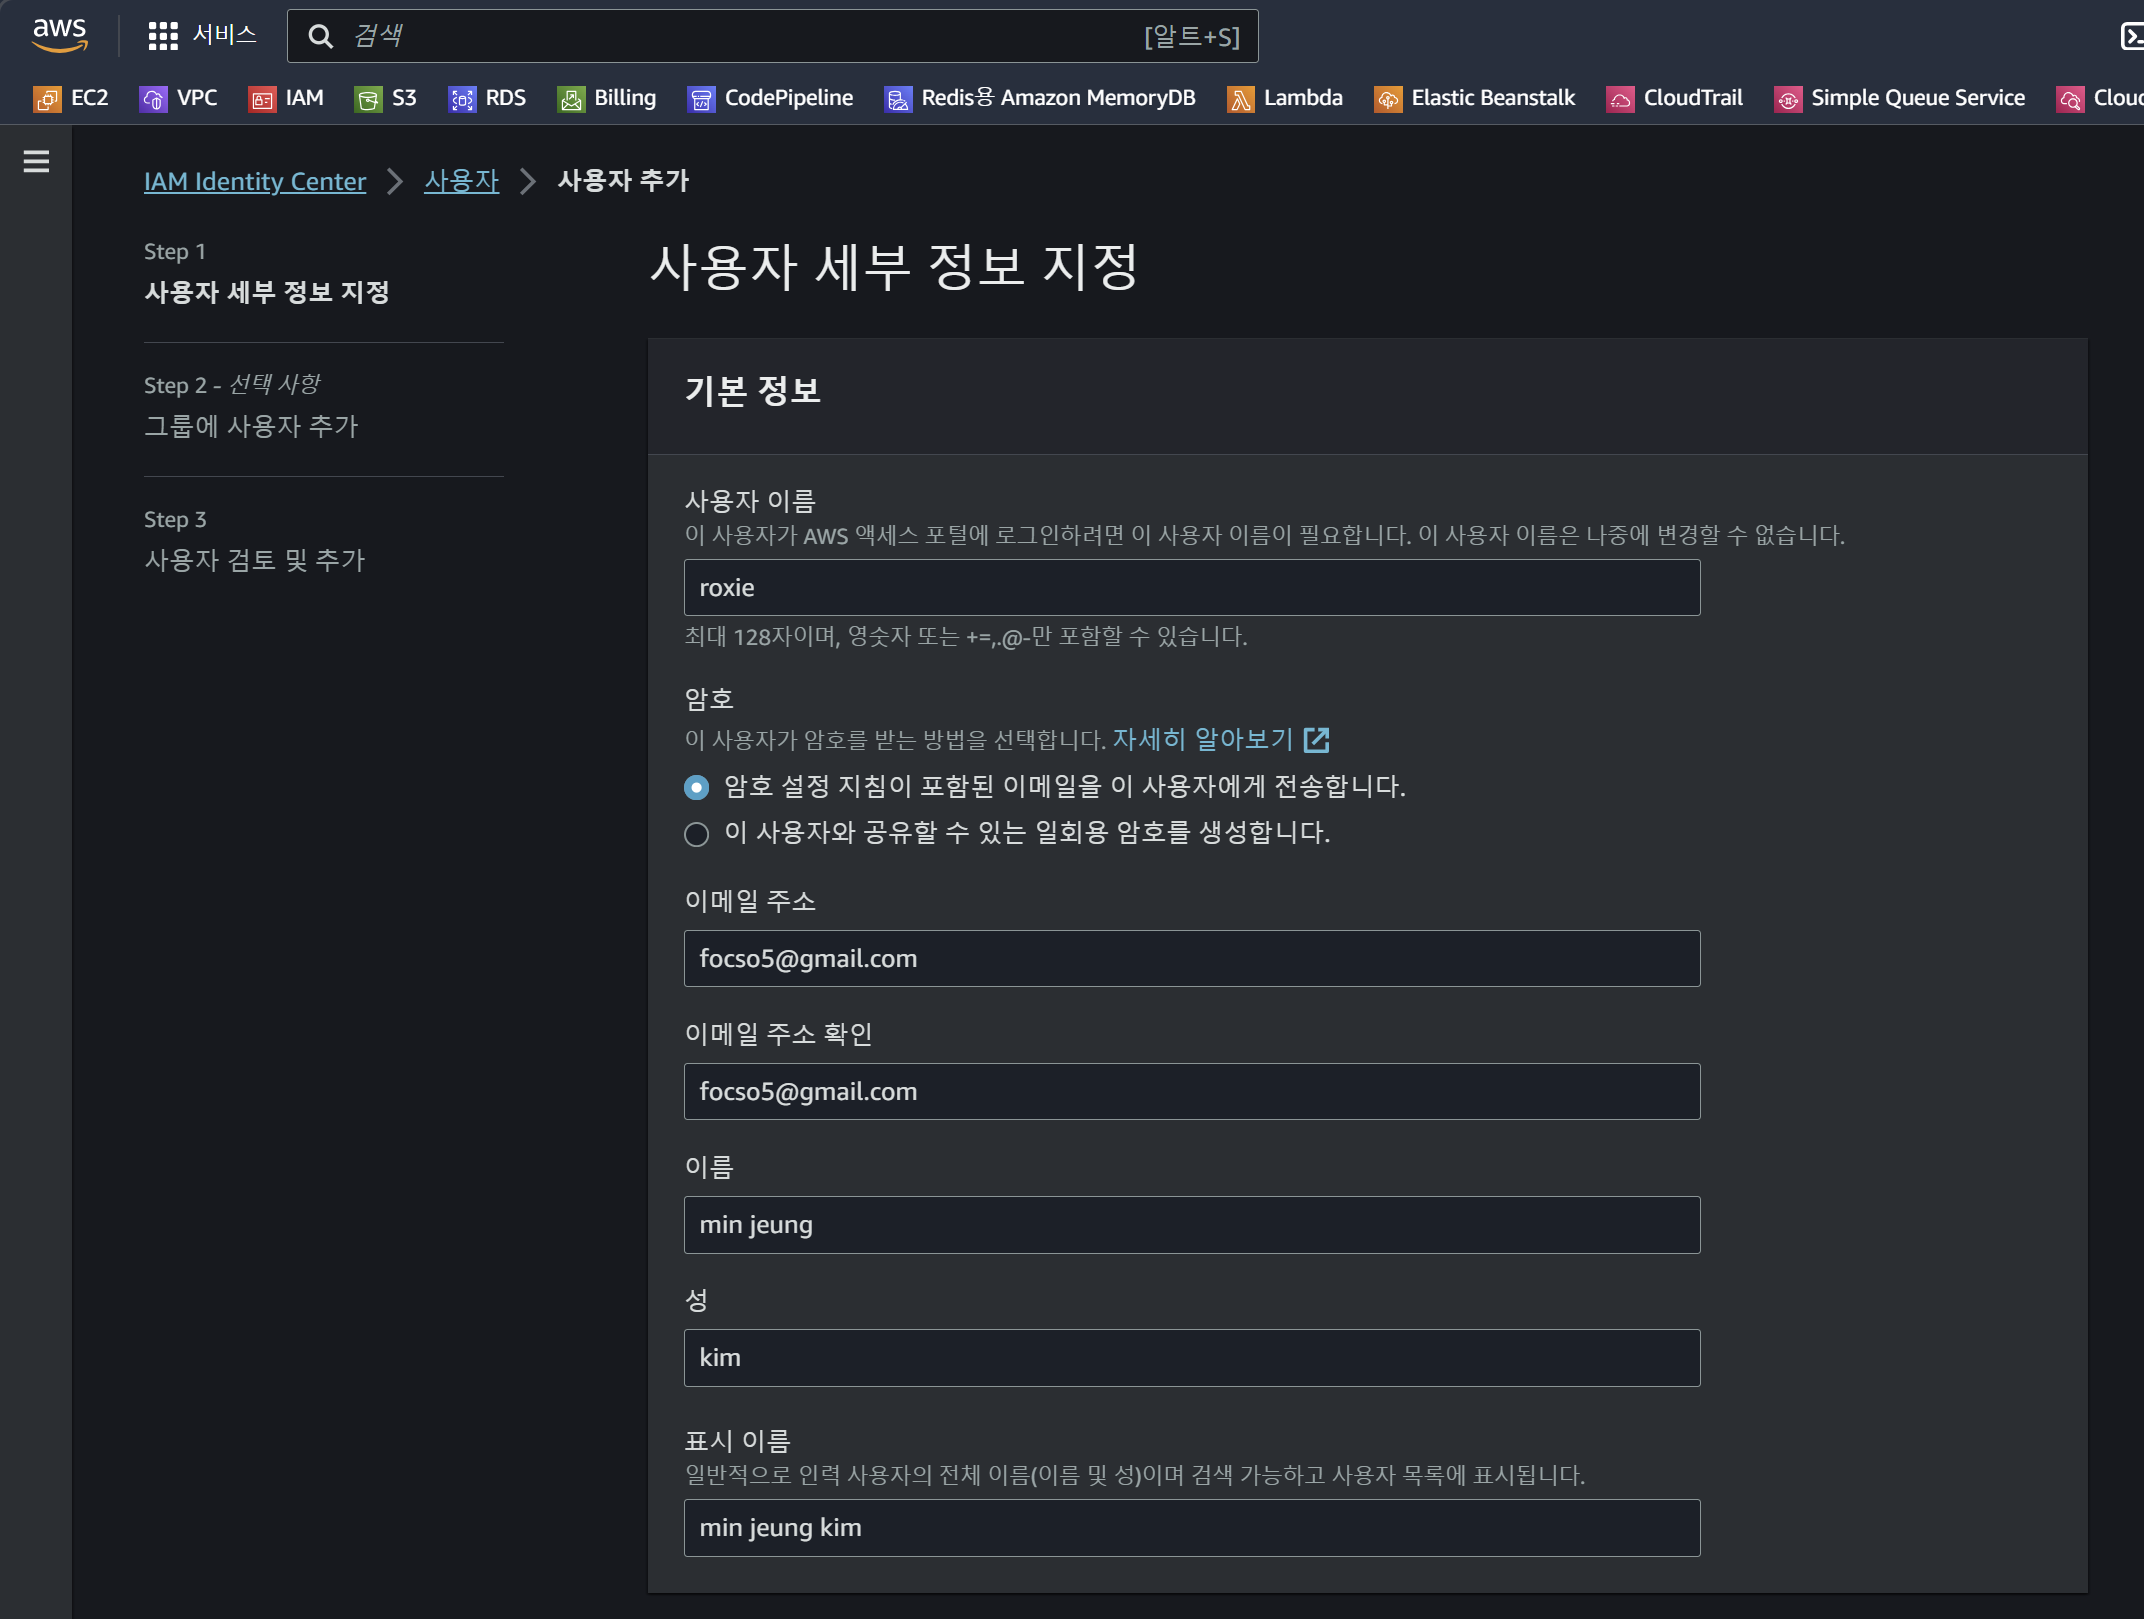 aws 서비스 검색 [알트+S]
EC2 VPC IAM S3 RDS Billing CodePipeline Redis용 Amazon MemoryDB Lambda Elastic Beanstalk CloudTrail Simple Queue Service Clou
IAM Identity Center 사용자 사용자 추가
Step 1
사용자 세부 정보 지정
Step 2 - 선택 사항
그룹에 사용자 추가
Step 3
사용자 검토 및 추가
사용자 세부 정보 지정
기본 정보
사용자 이름
이 사용자가 AWS 액세스 포털에 로그인하려면 이 사용자 이름이 필요합니다. 이 사용자 이름은 나중에 변경할 수 없습니다.
roxie
최대 128자이며, 영숫자 또는 +=,.@-만 포함할 수 있습니다.
암호
이 사용자가 암호를 받는 방법을 선택합니다. 자세히 알아보기
암호 설정 지침이 포함된 이메일을 이 사용자에게 전송합니다.
이 사용자와 공유할 수 있는 일회용 암호를 생성합니다.
이메일 주소
focso5@gmail.com
이메일 주소 확인
focso5@gmail.com
이름
min jeung
성
kim
표시 이름
일반적으로 인력 사용자의 전체 이름(이름 및 성)이며 검색 가능하고 사용자 목록에 표시됩니다.
min jeung kim